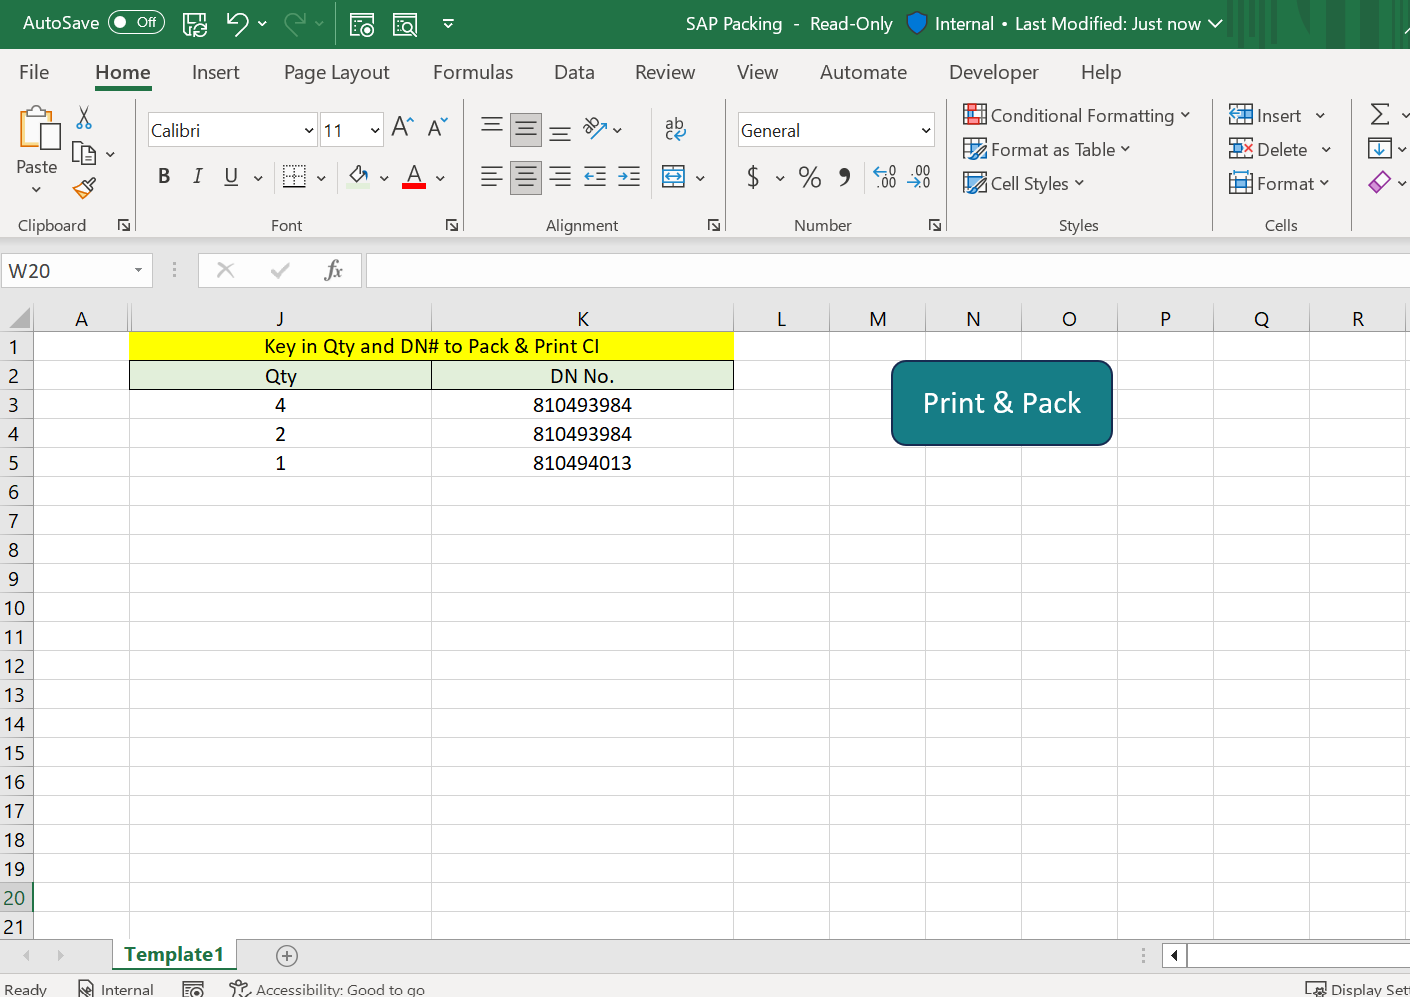 AutoSave Off SAP Packing - Read-Only Internal • Last Modified: Just now
File Home Insert Page Layout Formulas Data Review View Automate Developer Help
Paste
Calibri 11
B I U A
ab
General
$ % .00
Conditional Formatting
Format as Table
Cell Styles
Insert
Delete
Format
Clipboard Font Alignment Number Styles Cells
W20 fx
A J K L M N O P Q R
1 Key in Qty and DN# to Pack & Print CI
2 Qty DN No.
3 4 810493984
4 2 810493984
5 1 810494013
Print & Pack
6
7
8
9
10
11
12
13
14
15
16
17
18
19
20
21
Template1
Ready Internal Accessibility: Good to go Display Set